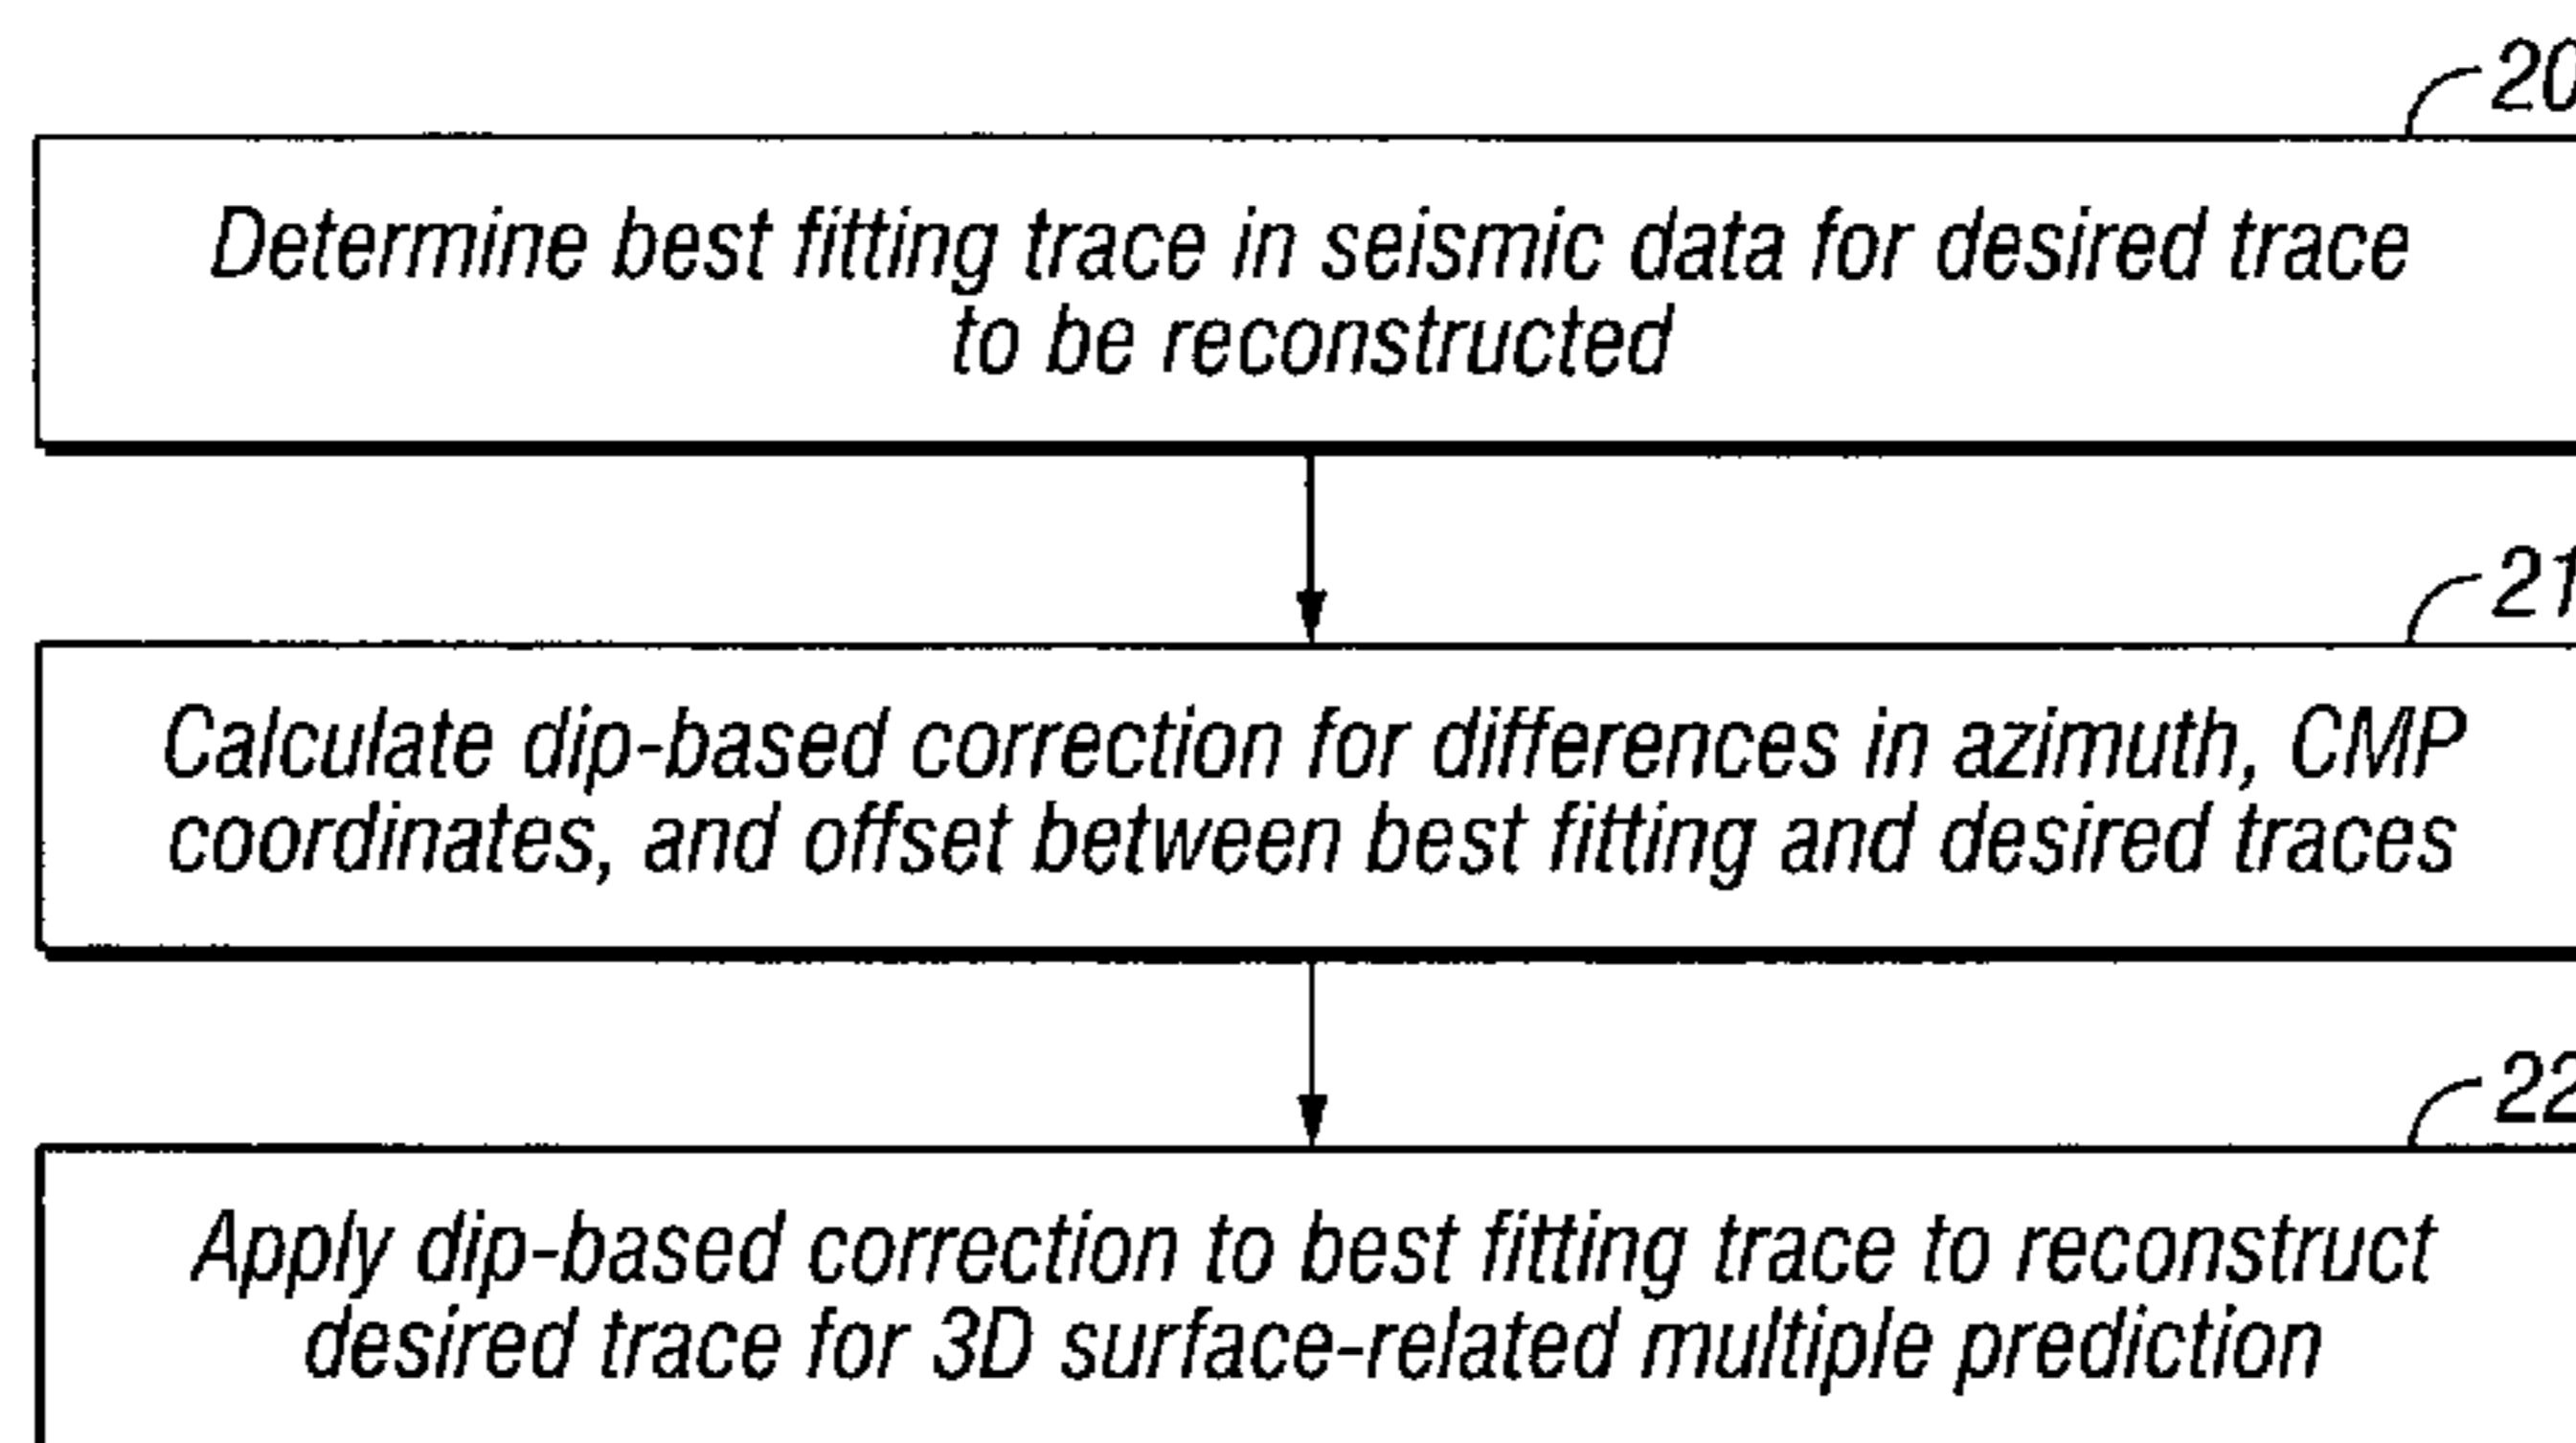 20
Determine best fitting trace in seismic data for desired trace
to be reconstructed
21
Calculate dip-based correction for differences in azimuth, CMP
coordinates, and offset between best fitting and desired traces
22
Apply dip-based correction to best fitting trace to reconstruct
desired trace for 3D surface-related multiple prediction